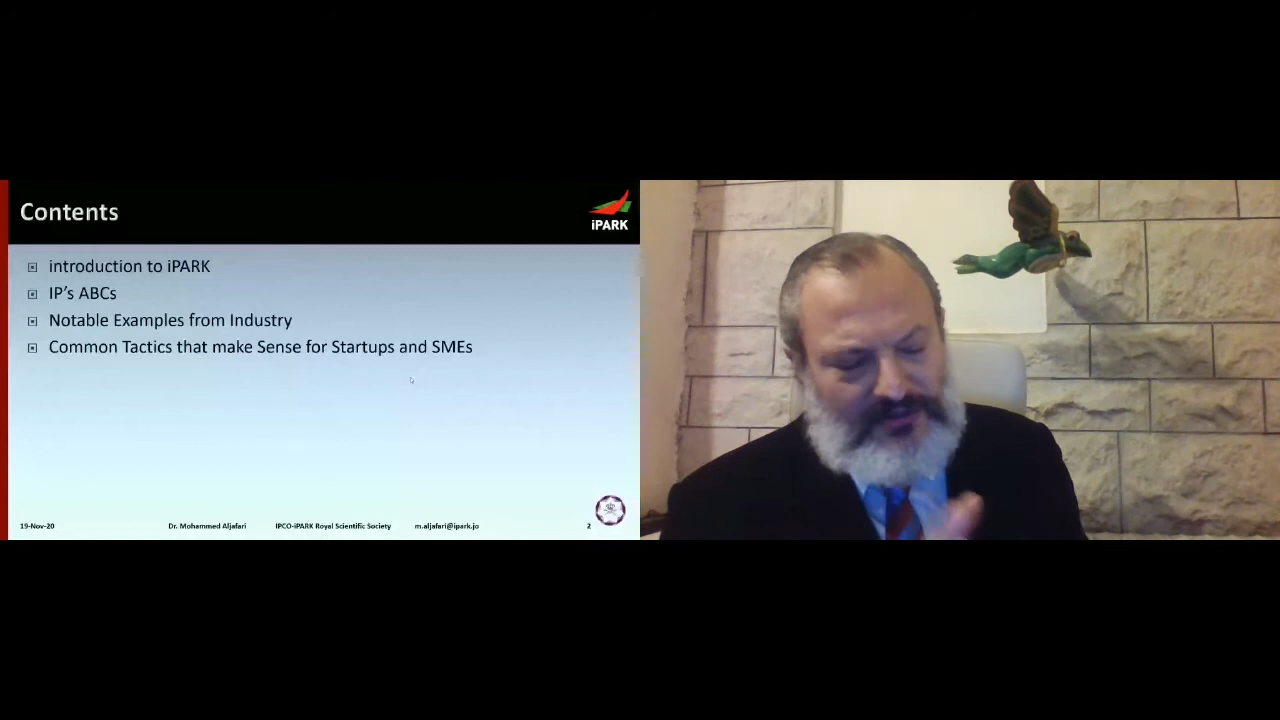 Contents
iPARK
introduction to iPARK
IP's ABCs
Notable Examples from Industry
Common Tactics that make Sense for Startups and SMEs
19-Nov-20 Dr. Mohammed Aljafari IPCO-iPARK Royal Scientific Society m.aljafari@ipark.jo 2